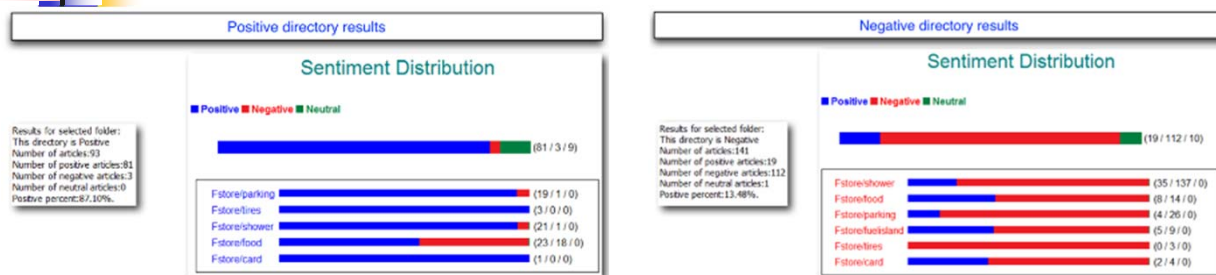 Positive directory results
Sentiment Distribution
Positive Negative Neutral
Results for selected folder:
This directory is Positive
Number of articles:93
Number of positive articles:81
Number of negative articles:3
Number of neutral articles:0
Positive percent:87.10%.
(81 / 3 / 9)
Fstore/parking (19 / 1 / 0)
Fstore/tires (3 / 0 / 0)
Fstore/shower (21 / 1 / 0)
Fstore/food (23 / 18 / 0)
Fstore/card (1 / 0 / 0)
Negative directory results
Sentiment Distribution
Positive Negative Neutral
Results for selected folder:
This directory is Negative
Number of articles:141
Number of positive articles:19
Number of negative articles:112
Number of neutral articles:1
Positive percent:13.48%.
(19 / 112 / 10)
Fstore/shower (35 / 137 / 0)
Fstore/food (8 / 14 / 0)
Fstore/parking (4 / 26 / 0)
Fstore/fuelisland (5 / 9 / 0)
Fstore/tires (0 / 3 / 0)
Fstore/card (2 / 4 / 0)